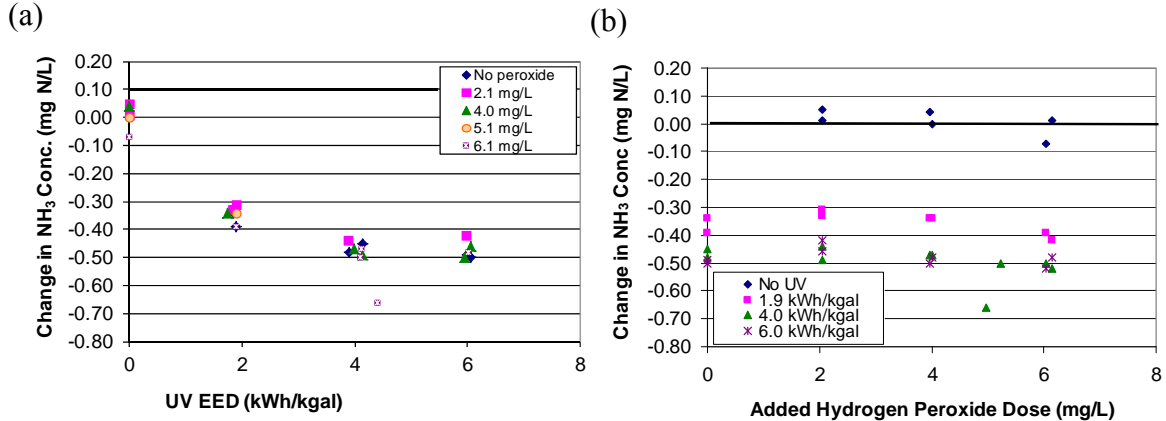 (a)
Change in NH3 Conc. (mg N/L)
0.20
0.10
0.00
-0.10
-0.20
-0.30
-0.40
-0.50
-0.60
-0.70
-0.80
No peroxide
2.1 mg/L
4.0 mg/L
5.1 mg/L
6.1 mg/L
0 2 4 6 8
UV EED (kWh/kgal)
(b)
Change in NH3 Conc (mg N/L)
0.20
0.10
0.00
-0.10
-0.20
-0.30
-0.40
-0.50
-0.60
-0.70
-0.80
No UV
1.9 kWh/kgal
4.0 kWh/kgal
6.0 kWh/kgal
0 2 4 6 8
Added Hydrogen Peroxide Dose (mg/L)